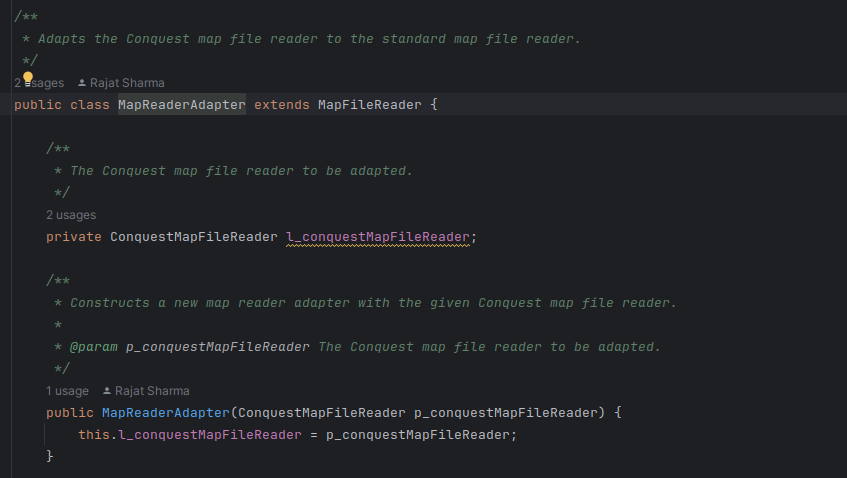 /**
* Adapts the Conquest map file reader to the standard map file reader.
*/
2 usages Rajat Sharma
public class MapReaderAdapter extends MapFileReader {
/**
* The Conquest map file reader to be adapted.
*/
2 usages
private ConquestMapFileReader l_conquestMapFileReader;
/**
* Constructs a new map reader adapter with the given Conquest map file reader.
*
* @param p_conquestMapFileReader The Conquest map file reader to be adapted.
*/
1 usage Rajat Sharma
public MapReaderAdapter(ConquestMapFileReader p_conquestMapFileReader) {
this.l_conquestMapFileReader = p_conquestMapFileReader;
}